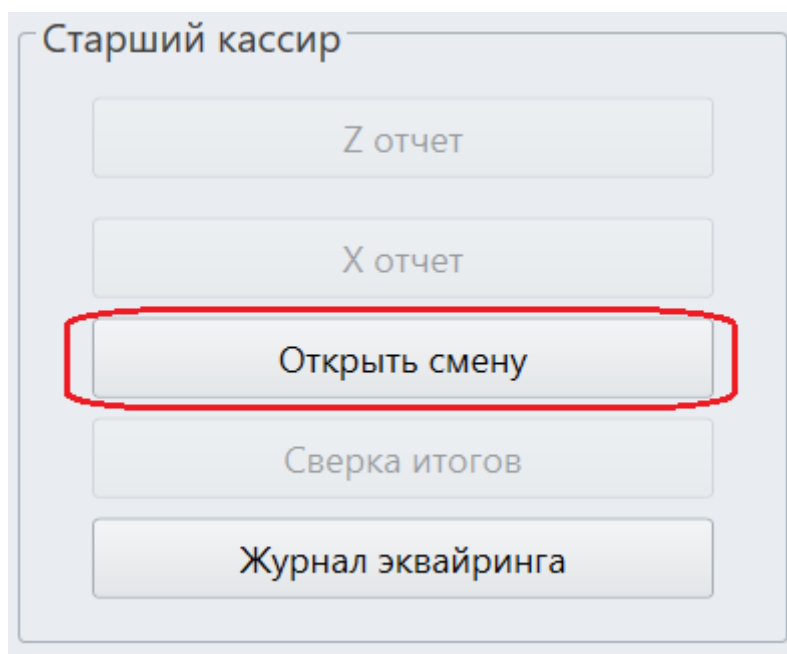 Старший кассир
Z отчет
X отчет
Открыть смену
Сверка итогов
Журнал эквайринга